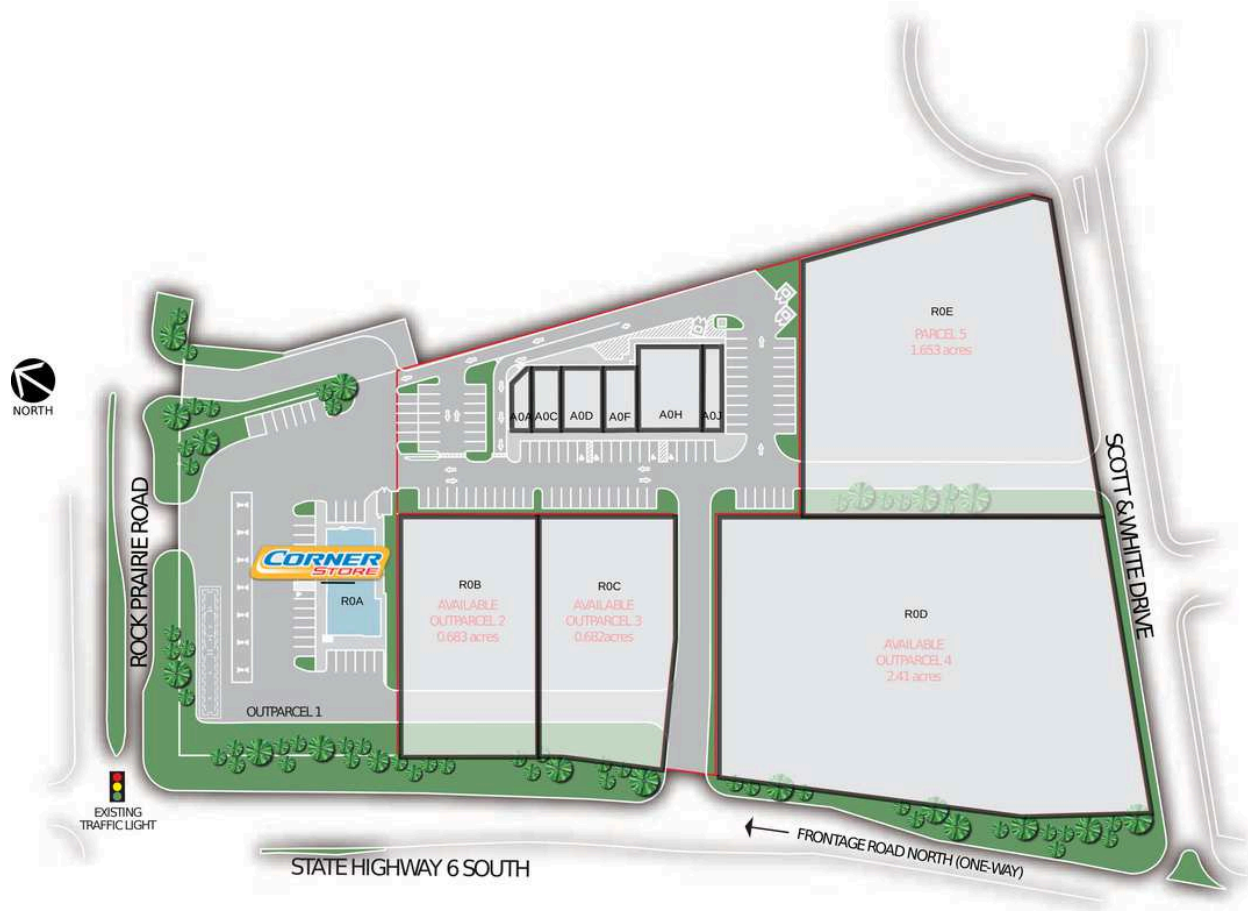 R0E
PARCEL 5
1.653 acres
NORTH
A0A
A0C
A0D
A0F
A0H
A0J
ROCK PRAIRIE ROAD
SCOTT & WHITE DRIVE
CORNER
STORE
R0A
R0B
AVAILABLE
OUTPARCEL 2
0.683 acres
R0C
AVAILABLE
OUTPARCEL 3
0.682acres
R0D
AVAILABLE
OUTPARCEL 4
2.41 acres
OUTPARCEL 1
EXISTING
TRAFFIC LIGHT
FRONTAGE ROAD NORTH (ONE-WAY)
STATE HIGHWAY 6 SOUTH